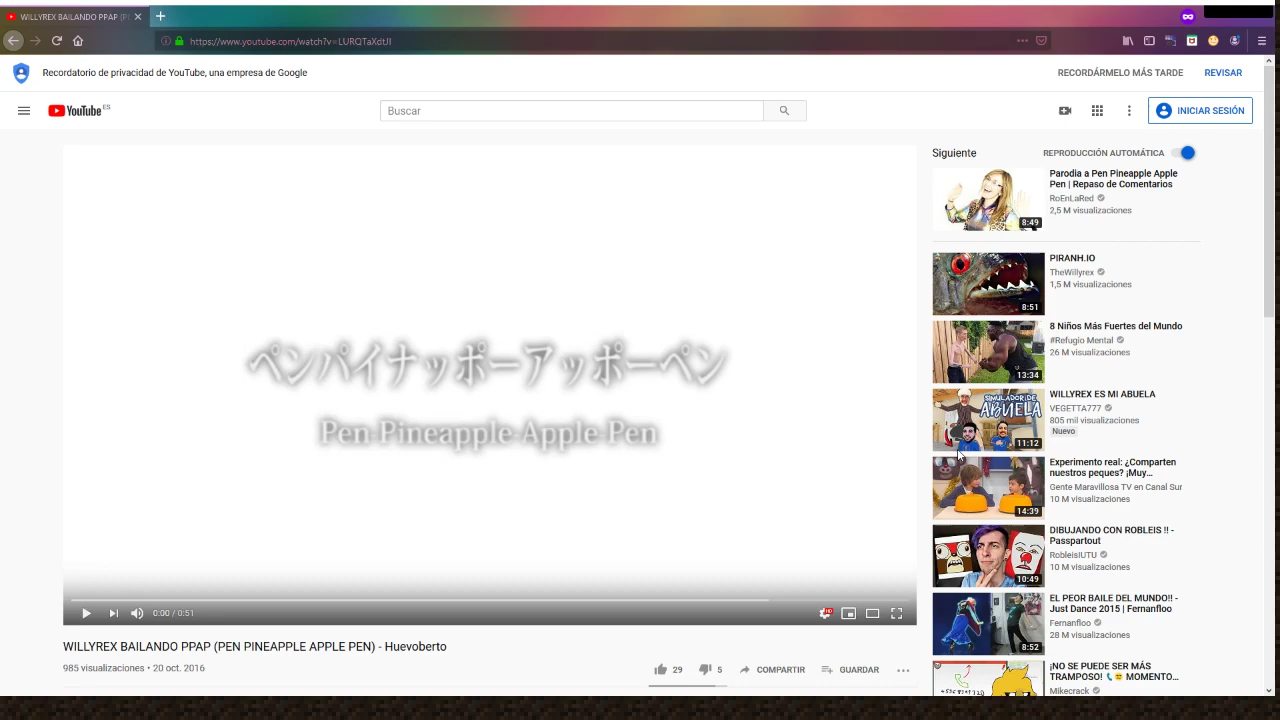 WILLYREX BAILANDO PPAP (P
https://www.youtube.com/watch?v=LURQTaXdtJI
Recordatorio de privacidad de YouTube, una empresa de Google
RECORDÁRMELO MÁS TARDE
REVISAR
YouTube ES
Buscar
INICIAR SESIÓN
ペンパイナッポーアッポーペン
Pen-Pineapple-Apple-Pen
0:00 / 0:51
HD
WILLYREX BAILANDO PPAP (PEN PINEAPPLE APPLE PEN) - Huevoberto
985 visualizaciones • 20 oct. 2016
29
5
COMPARTIR
GUARDAR
Siguiente
REPRODUCCIÓN AUTOMÁTICA
8:49
Parodia a Pen Pineapple Apple
Pen | Repaso de Comentarios
RoEnLaRed
2,5 M visualizaciones
8:51
PIRANH.IO
TheWillyrex
1,5 M visualizaciones
13:34
8 Niños Más Fuertes del Mundo
#Refugio Mental
26 M visualizaciones
SIMULADOR DE
ABUELA
11:12
WILLYREX ES MI ABUELA
VEGETTA777
805 mil visualizaciones
Nuevo
14:39
Experimento real: ¿Comparten
nuestros peques? ¡Muy...
Gente Maravillosa TV en Canal Sur
10 M visualizaciones
10:49
DIBUJANDO CON ROBLEIS !! -
Passpartout
RobleisIUTU
10 M visualizaciones
8:52
EL PEOR BAILE DEL MUNDO!! -
Just Dance 2015 | Fernanfloo
Fernanfloo
28 M visualizaciones
¡NO SE PUEDE SER MÁS
TRAMPOSO! 📞😠 MOMENTO...
Mikecrack